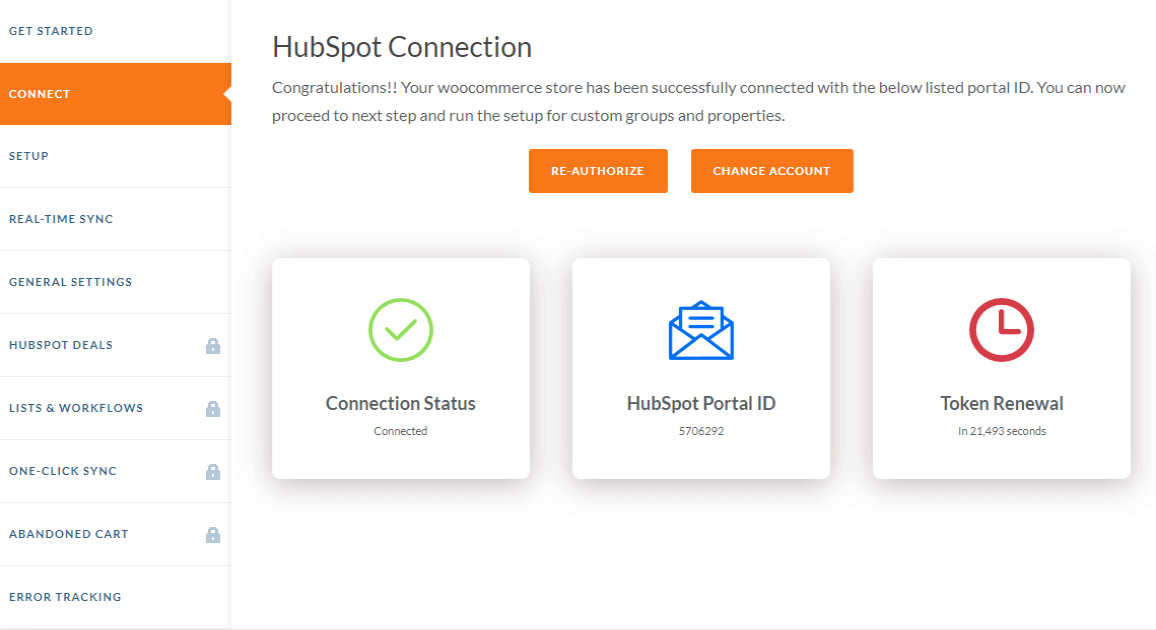 GET STARTED
CONNECT
SETUP
REAL-TIME SYNC
GENERAL SETTINGS
HUBSPOT DEALS
LISTS & WORKFLOWS
ONE-CLICK SYNC
ABANDONED CART
ERROR TRACKING
HubSpot Connection
Congratulations!! Your woocommerce store has been successfully connected with the below listed portal ID. You can now
proceed to next step and run the setup for custom groups and properties.
RE-AUTHORIZE
CHANGE ACCOUNT
Connection Status
Connected
HubSpot Portal ID
5706292
Token Renewal
In 21,493 seconds